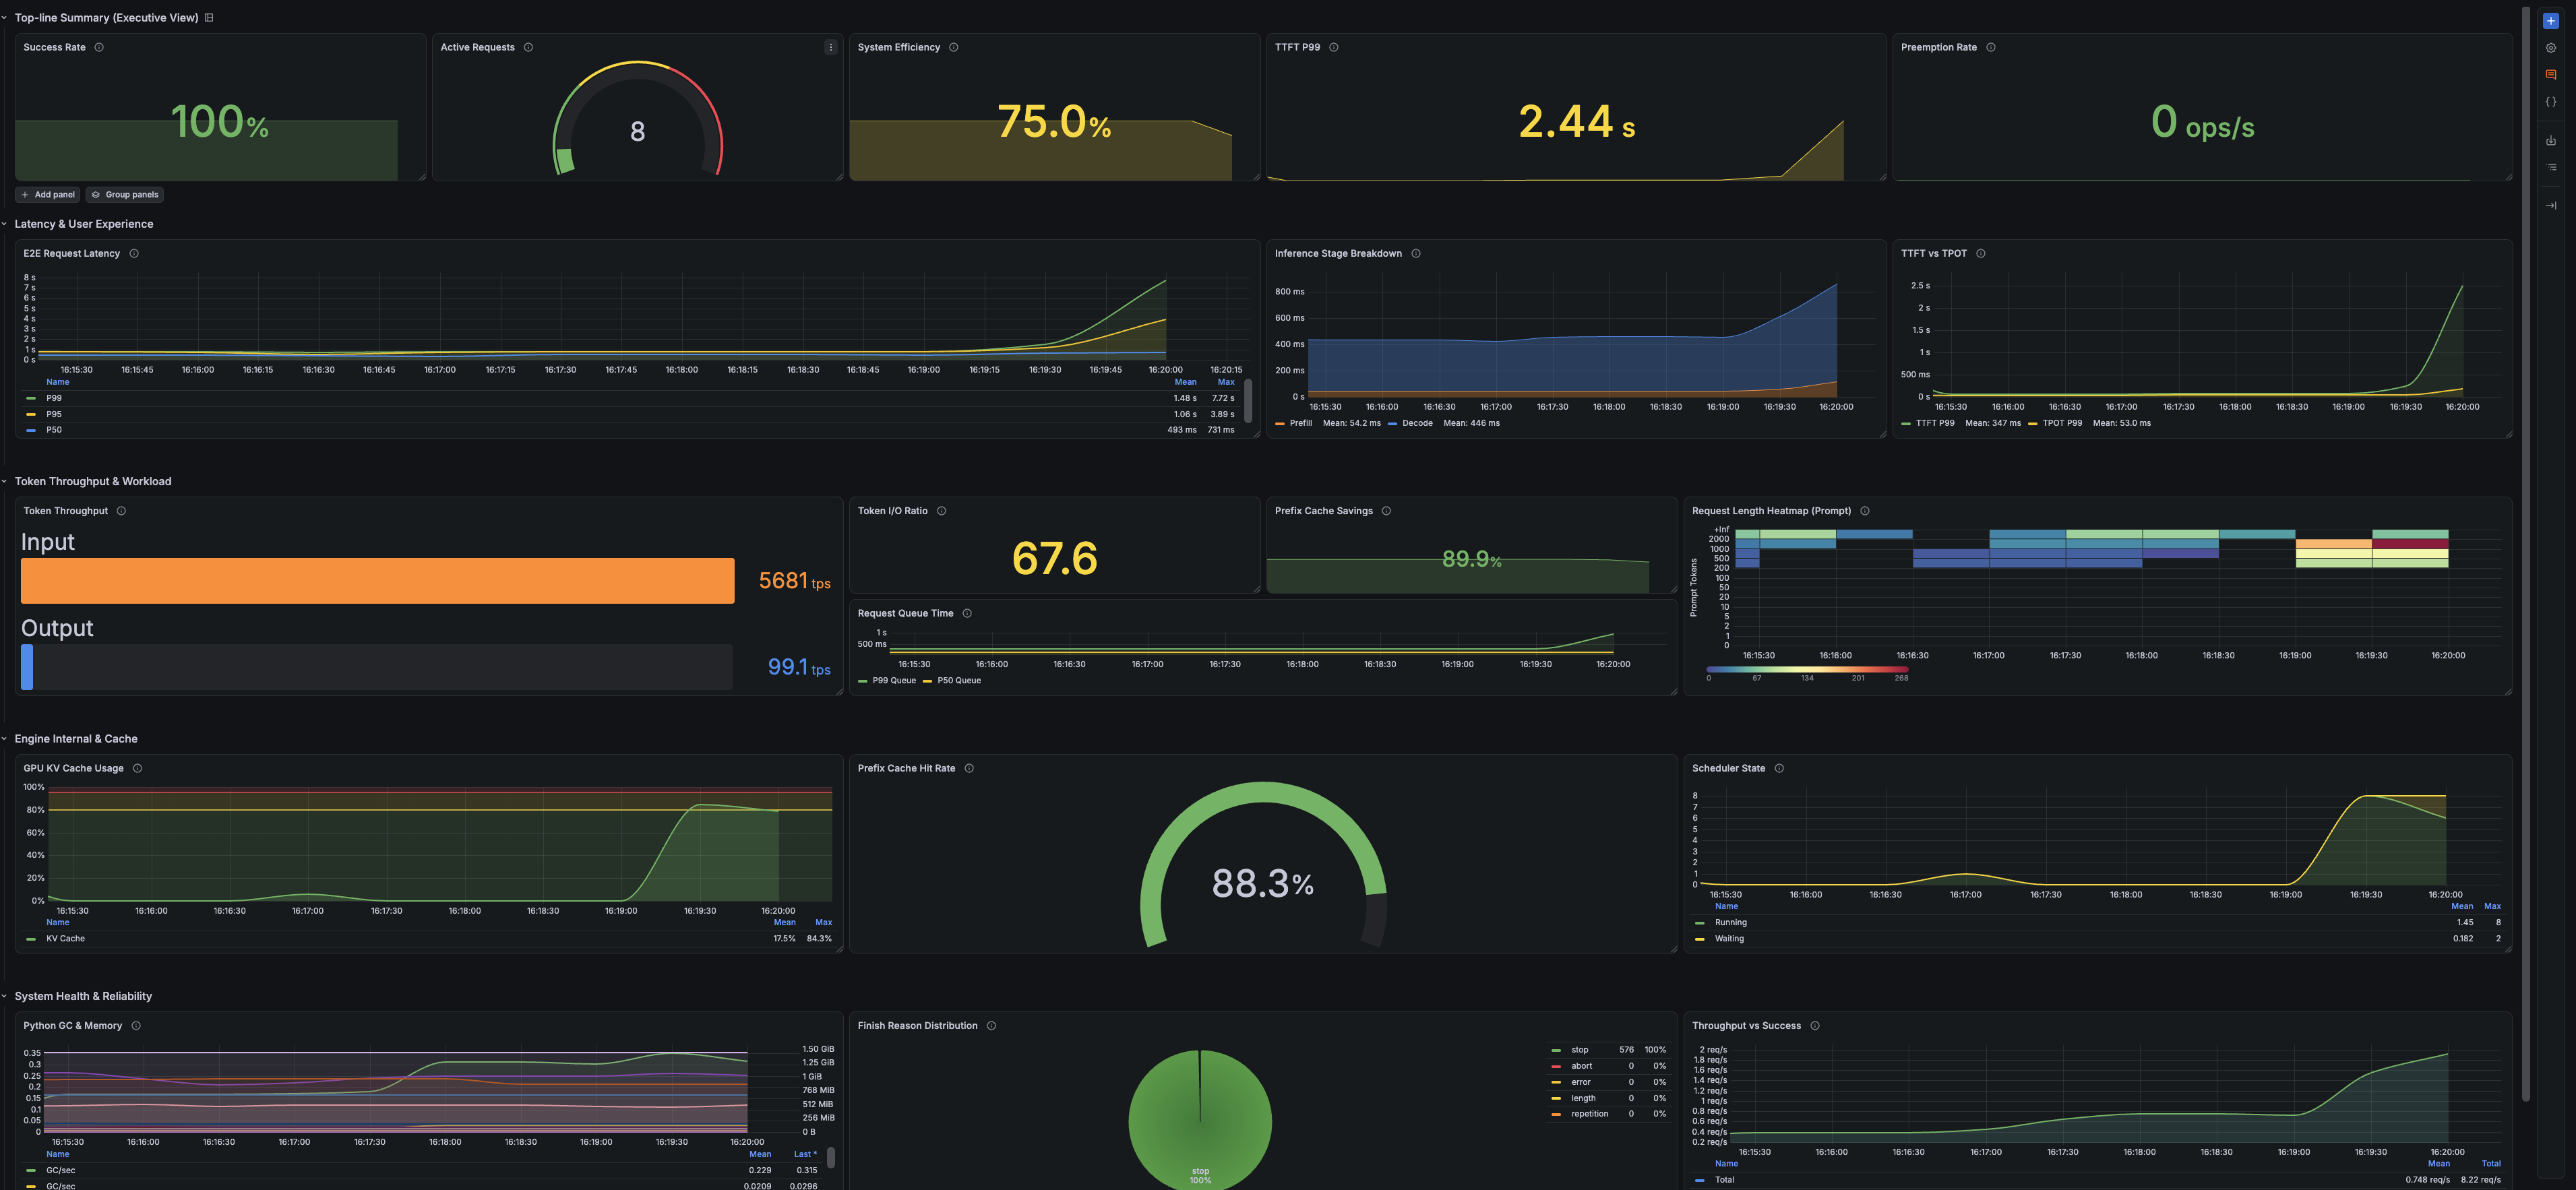 Top-line Summary (Executive View)
Success Rate
100%
Active Requests
8
System Efficiency
75.0%
TTFT P99
2.44 s
Preemption Rate
0 ops/s
Add panel
Group panels
Latency & User Experience
E2E Request Latency
8 s
7 s
6 s
5 s
4 s
3 s
2 s
1 s
0 s
16:15:30 16:15:45 16:16:00 16:16:15 16:16:30 16:16:45 16:17:00 16:17:15 16:17:30 16:17:45 16:18:00 16:18:15 16:18:30 16:18:45 16:19:00 16:19:15 16:19:30 16:19:45 16:20:00 16:20:15
Name Mean Max
P99 1.48 s 7.72 s
P95 1.06 s 3.89 s
P50 493 ms 731 ms
Inference Stage Breakdown
800 ms
600 ms
400 ms
200 ms
0 s
16:15:30 16:16:00 16:16:30 16:17:00 16:17:30 16:18:00 16:18:30 16:19:00 16:19:30 16:20:00
Prefill Mean: 54.2 ms Decode Mean: 446 ms
TTFT vs TPOT
2.5 s
2 s
1.5 s
1 s
500 ms
0 s
16:15:30 16:16:00 16:16:30 16:17:00 16:17:30 16:18:00 16:18:30 16:19:00 16:19:30 16:20:00
TTFT P99 Mean: 347 ms TPOT P99 Mean: 53.0 ms
Token Throughput & Workload
Token Throughput
Input
5681 tps
Output
99.1 tps
Token I/O Ratio
67.6
Prefix Cache Savings
89.9%
Request Queue Time
1 s
500 ms
16:15:30 16:16:00 16:16:30 16:17:00 16:17:30 16:18:00 16:18:30 16:19:00 16:19:30 16:20:00
P99 Queue P50 Queue
Request Length Heatmap (Prompt)
Prompt Tokens
+Inf
2000
1000
500
200
100
50
20
10
5
2
1
0
16:15:30 16:16:00 16:16:30 16:17:00 16:17:30 16:18:00 16:18:30 16:19:00 16:19:30 16:20:00
0 67 134 201 268
Engine Internal & Cache
GPU KV Cache Usage
100%
80%
60%
40%
20%
0%
16:15:30 16:16:00 16:16:30 16:17:00 16:17:30 16:18:00 16:18:30 16:19:00 16:19:30 16:20:00
Name Mean Max
KV Cache 17.5% 84.3%
Prefix Cache Hit Rate
88.3%
Scheduler State
8
7
6
5
4
3
2
1
0
16:15:30 16:16:00 16:16:30 16:17:00 16:17:30 16:18:00 16:18:30 16:19:00 16:19:30 16:20:00
Name Mean Max
Running 1.45 8
Waiting 0.182 2
System Health & Reliability
Python GC & Memory
0.35
0.3
0.25
0.2
0.15
0.1
0.05
0
1.50 GiB
1.25 GiB
1 GiB
768 MiB
512 MiB
256 MiB
0 B
16:15:30 16:16:00 16:16:30 16:17:00 16:17:30 16:18:00 16:18:30 16:19:00 16:19:30 16:20:00
Name Mean Last *
GC/sec 0.229 0.315
GC/sec 0.0209 0.0296
Finish Reason Distribution
stop
100%
stop 576 100%
abort 0 0%
error 0 0%
length 0 0%
repetition 0 0%
Throughput vs Success
2 req/s
1.8 req/s
1.6 req/s
1.4 req/s
1.2 req/s
1 req/s
0.8 req/s
0.6 req/s
0.4 req/s
0.2 req/s
16:15:30 16:16:00 16:16:30 16:17:00 16:17:30 16:18:00 16:18:30 16:19:00 16:19:30 16:20:00
Name Mean Total
Total 0.748 req/s 8.22 req/s